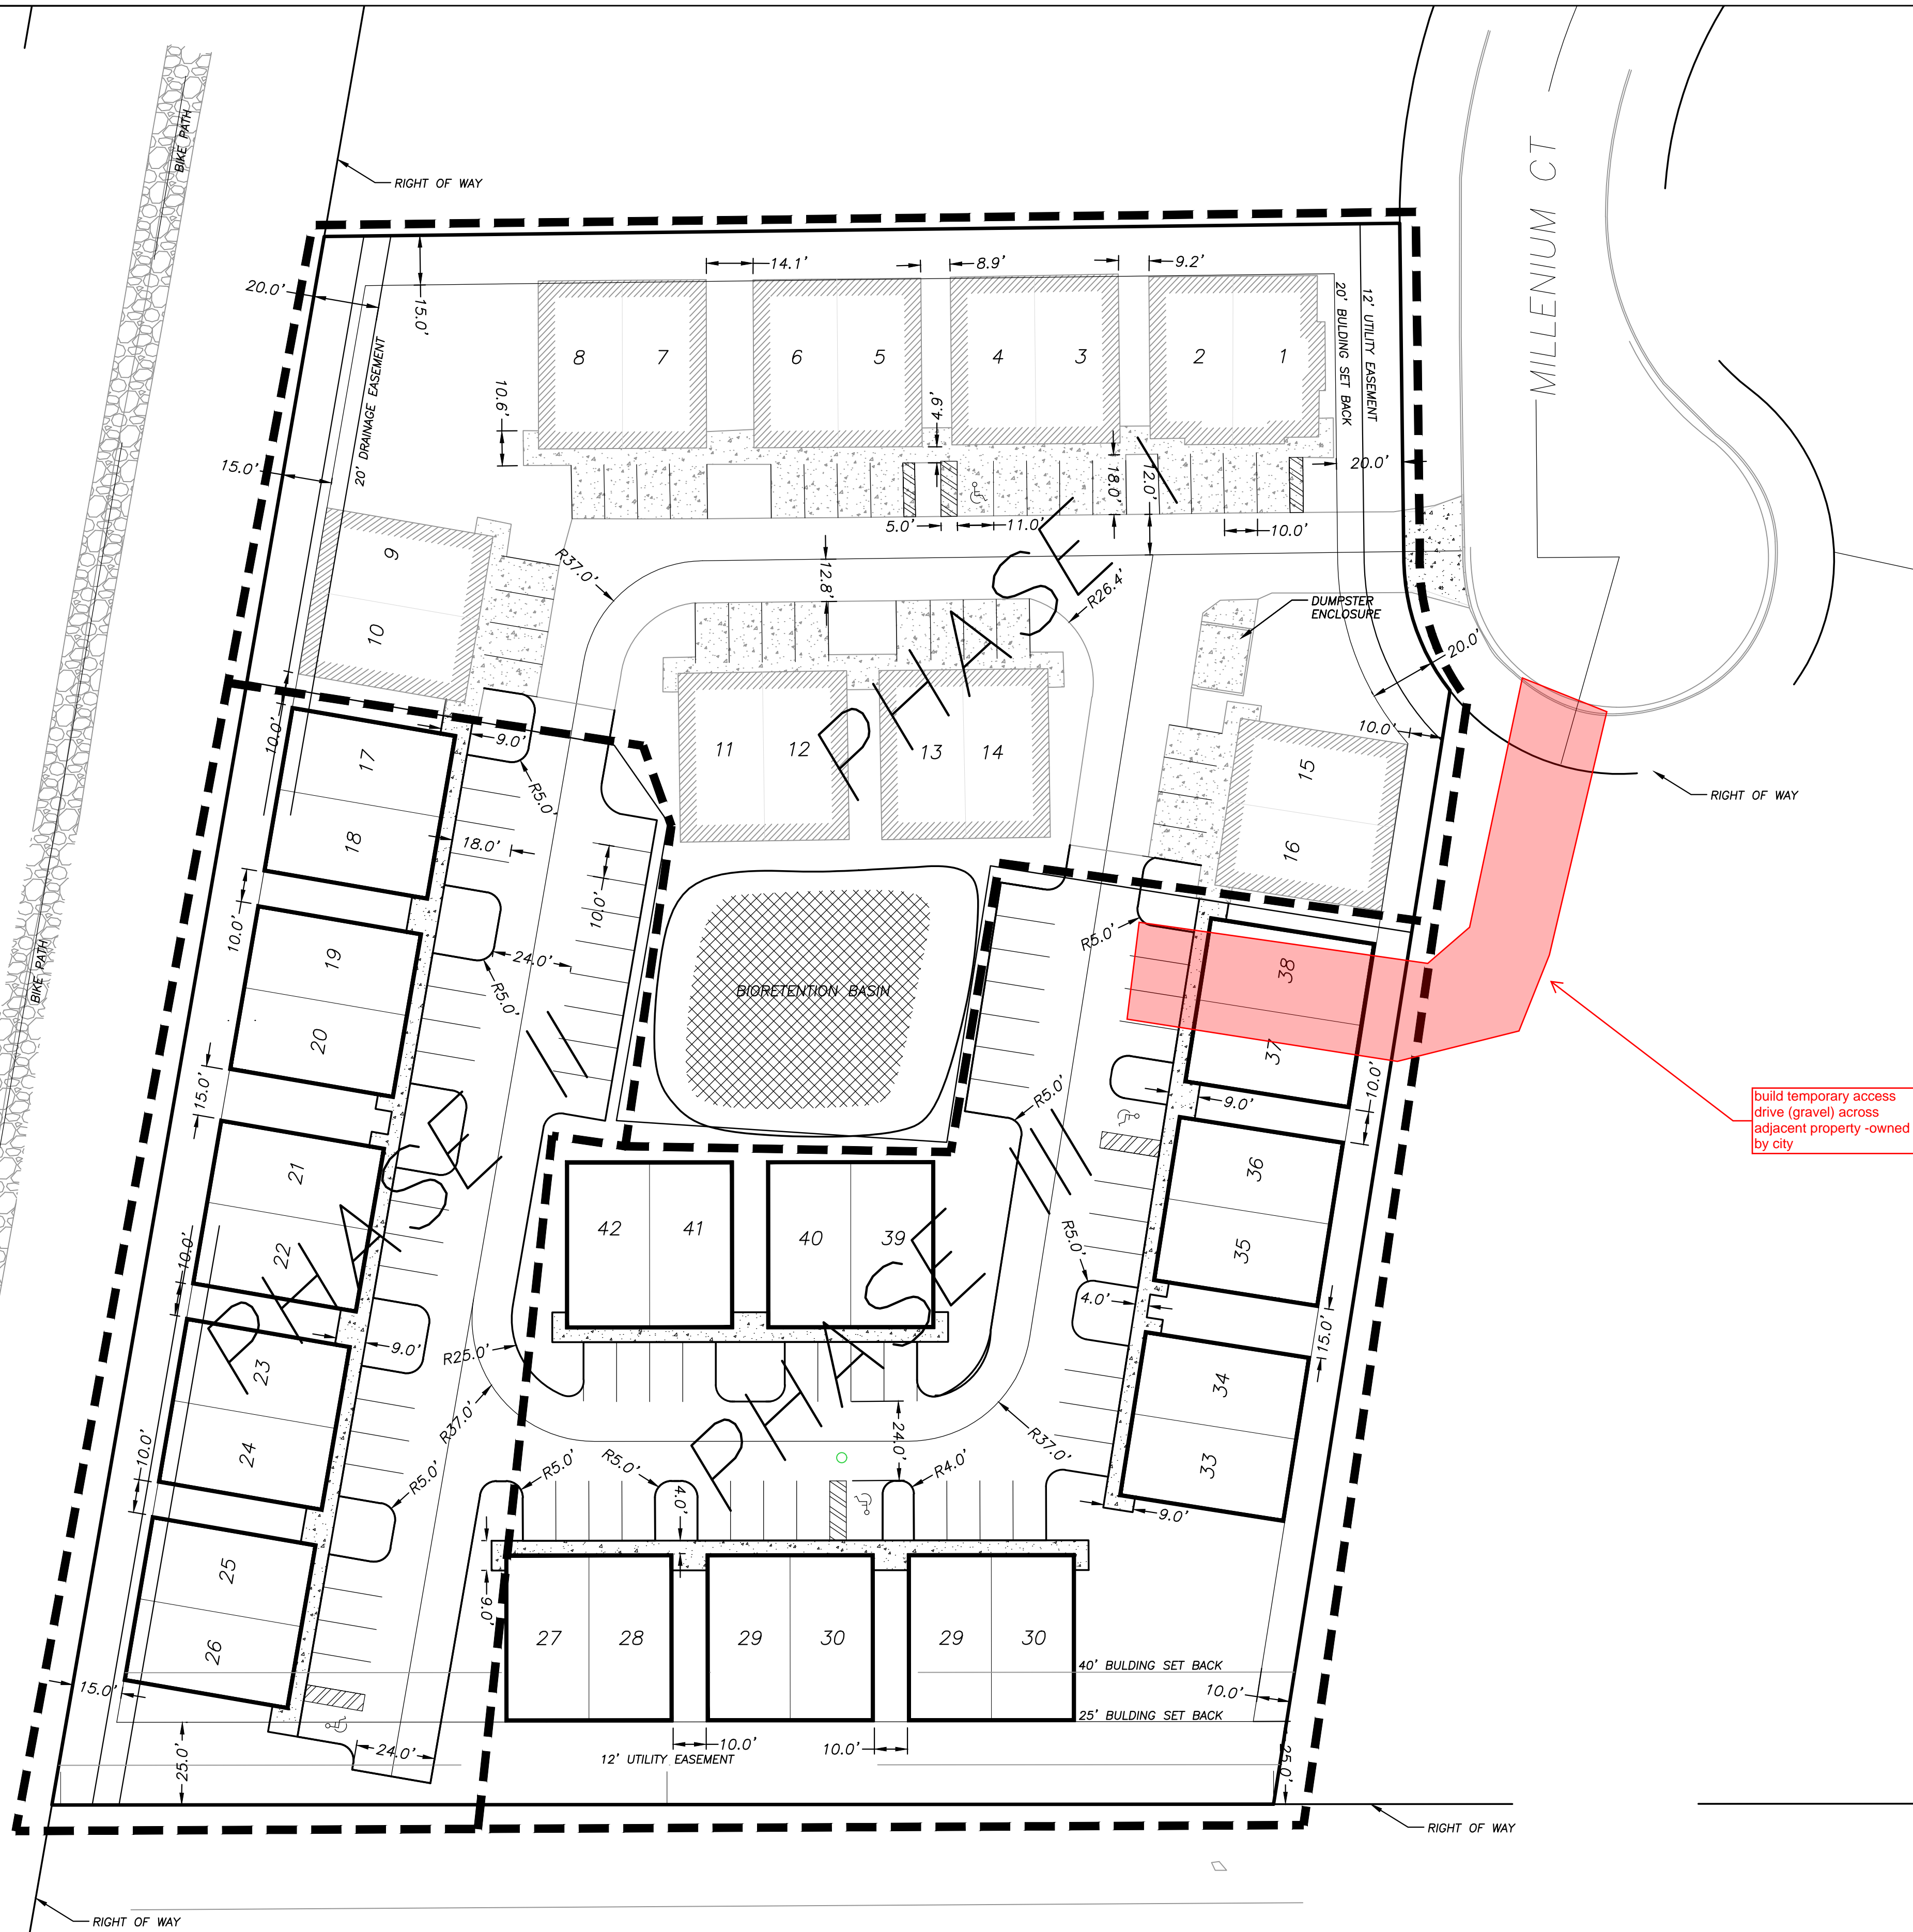 BIKE PATH
RIGHT OF WAY
MILLENIUM CT
14.1'
8.9'
9.2'
20.0'
15.0'
20' DRAINAGE EASEMENT
20' BULDING SET BACK
12' UTILITY EASEMENT
8
7
6
5
4
3
2
1
10.6'
4.9'
15.0'
18.0'
12.0'
20.0'
5.0'
11.0'
10.0'
9
10
R37.0'
12.8'
R26.4'
PHASE I
DUMPSTER
ENCLOSURE
20.0'
10.0'
11
12
13
14
15
16
RIGHT OF WAY
10.0'
9.0'
17
18
R5.0'
18.0'
10.0'
10.0'
19
20
24.0'
R5.0'
BIKE PATH
BIORETENTION BASIN
R5.0'
38
37
10.0'
9.0'
build temporary access
drive (gravel) across
adjacent property -owned
by city
15.0'
21
22
PHASE II
R5.0'
36
35
R5.0'
4.0'
15.0'
42
41
40
39
PHASE III
10.0'
23
24
9.0'
R25.0'
R37.0'
24.0'
R37.0'
34
33
9.0'
10.0'
R5.0'
R5.0'
R5.0'
4.0'
R4.0'
25
26
9.0'
27
28
29
30
29
30
40' BULDING SET BACK
10.0'
25' BULDING SET BACK
15.0'
25.0'
24.0'
10.0'
10.0'
12' UTILITY EASEMENT
25.0'
RIGHT OF WAY
RIGHT OF WAY